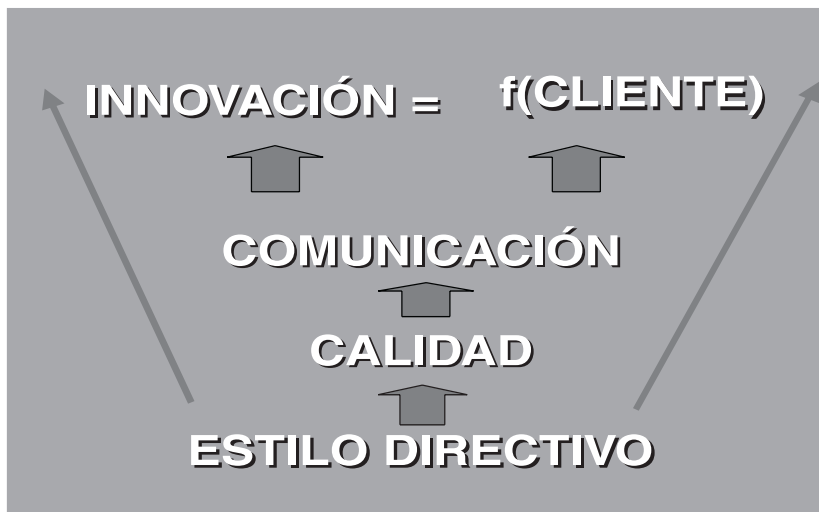 INNOVACIÓN = f(CLIENTE)
COMUNICACIÓN
CALIDAD
ESTILO DIRECTIVO